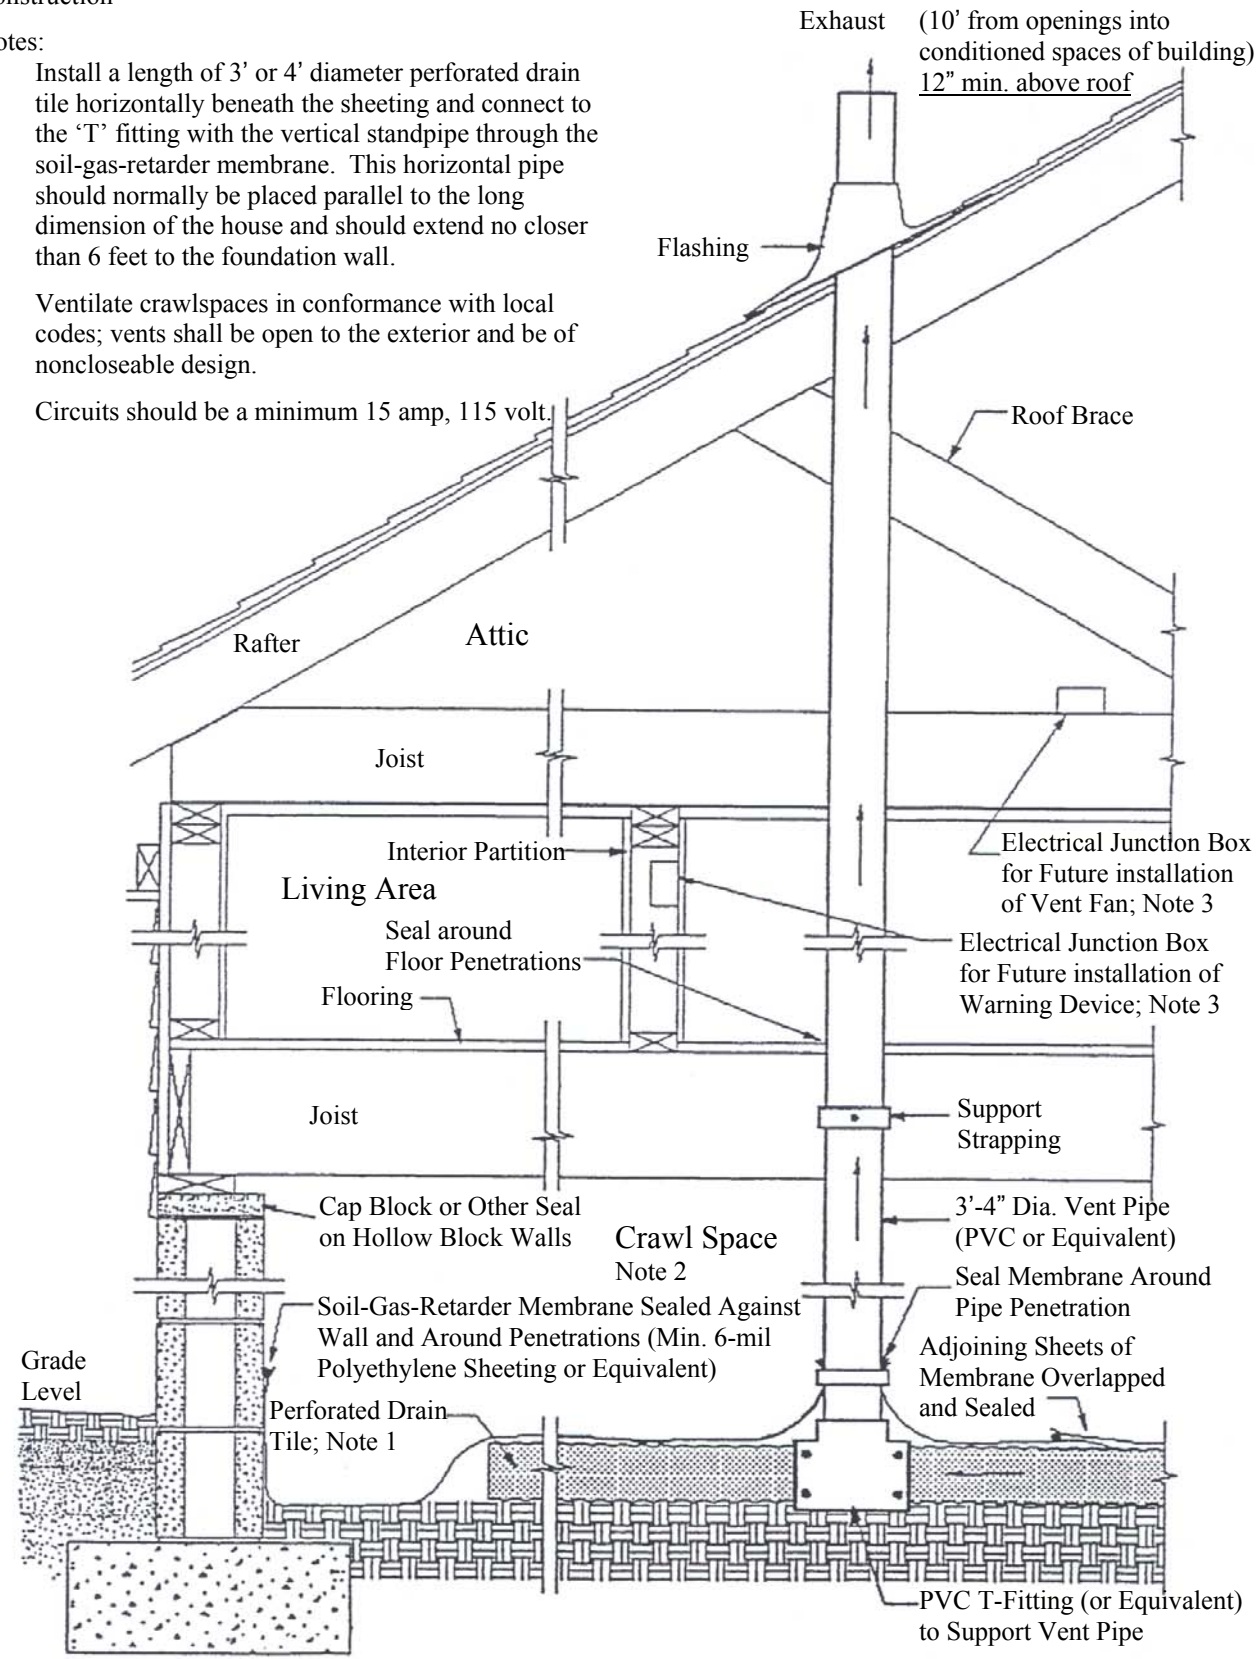 Notes:
Install a length of 3’ or 4’ diameter perforated drain
tile horizontally beneath the sheeting and connect to
the ‘T’ fitting with the vertical standpipe through the
soil-gas-retarder membrane. This horizontal pipe
should normally be placed parallel to the long
dimension of the house and should extend no closer
than 6 feet to the foundation wall.
Ventilate crawlspaces in conformance with local
codes; vents shall be open to the exterior and be of
noncloseable design.
Circuits should be a minimum 15 amp, 115 volt.
Exhaust
(10’ from openings into
conditioned spaces of building)
12” min. above roof
Flashing
Roof Brace
Rafter
Attic
Joist
Interior Partition
Living Area
Electrical Junction Box
for Future installation
of Vent Fan; Note 3
Seal around
Floor Penetrations
Electrical Junction Box
for Future installation of
Warning Device; Note 3
Flooring
Joist
Support
Strapping
Cap Block or Other Seal
on Hollow Block Walls
Crawl Space
Note 2
3’-4” Dia. Vent Pipe
(PVC or Equivalent)
Seal Membrane Around
Pipe Penetration
Soil-Gas-Retarder Membrane Sealed Against
Wall and Around Penetrations (Min. 6-mil
Polyethylene Sheeting or Equivalent)
Adjoining Sheets of
Membrane Overlapped
and Sealed
Grade
Level
Perforated Drain
Tile; Note 1
PVC T-Fitting (or Equivalent)
to Support Vent Pipe